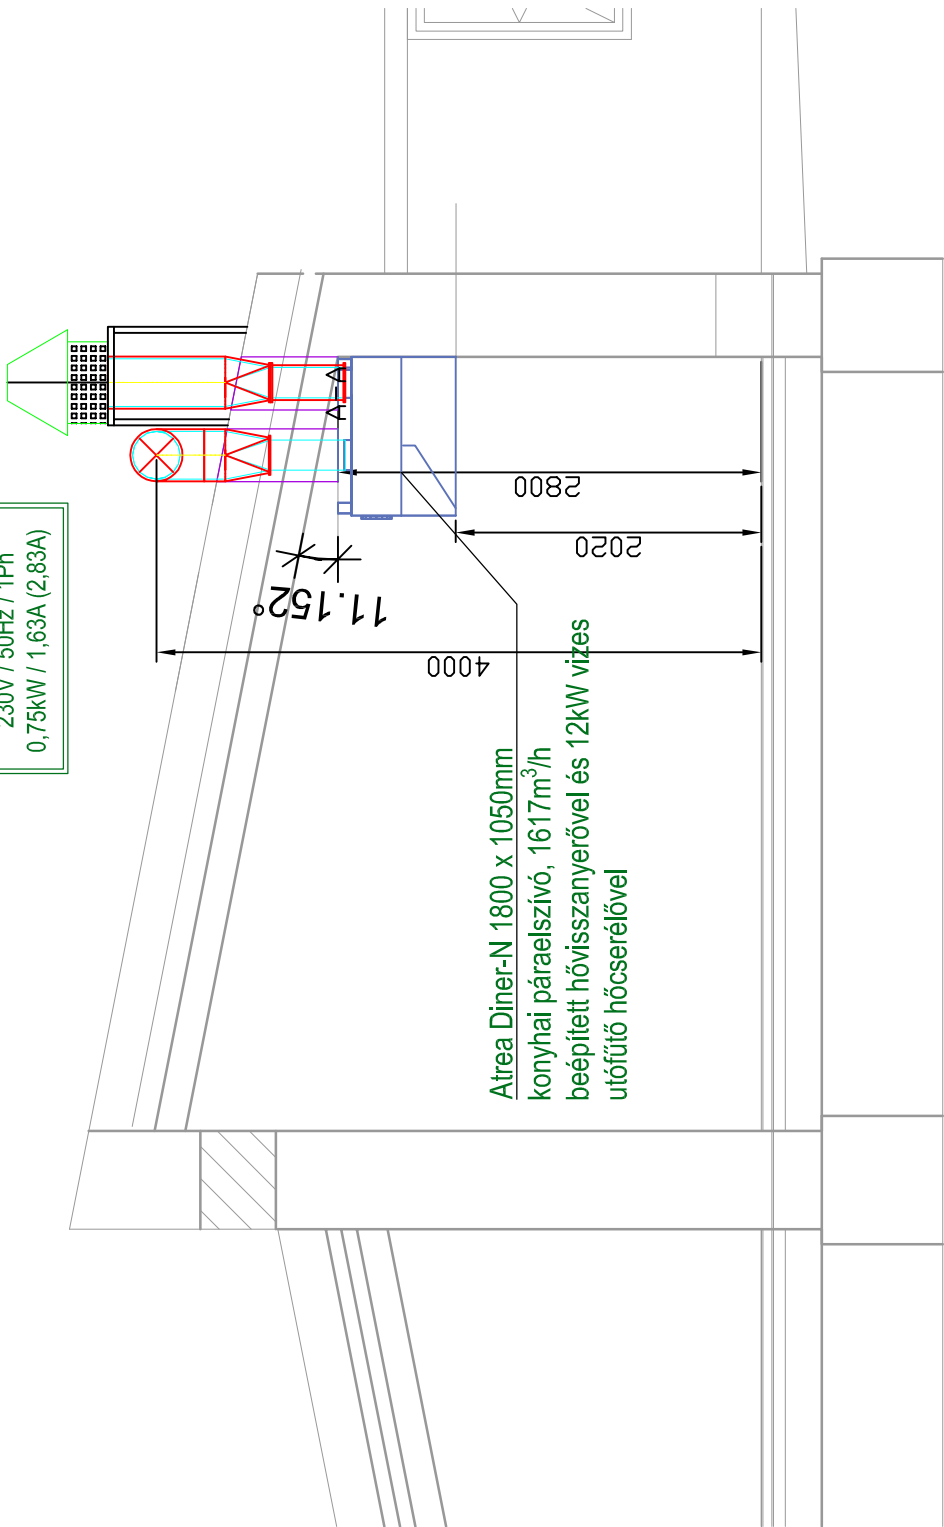 230V / 50Hz / 1Ph
0,75kW / 1,63A (2,83A)
A
A
2800
2020
11.152°
4000
Atrea Diner-N 1800 x 1050mm
konyhai páraelszívó, 1617m³/h
beépített hővisszanyerővel és 12kW vizes
utófűtő hőcserélővel